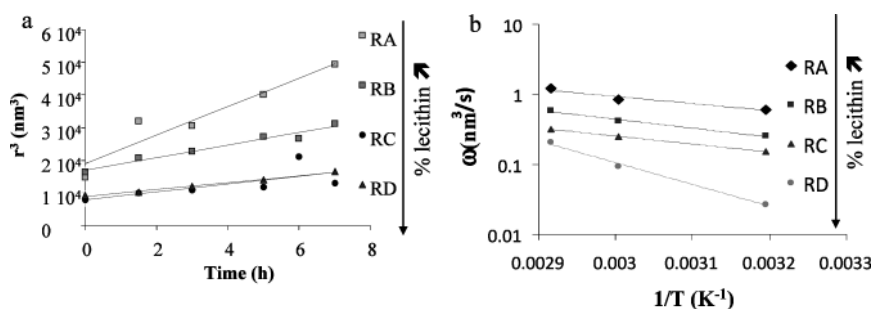 a
6 10⁴
5 10⁴
4 10⁴
3 10⁴
2 10⁴
1 10⁴
0
r³ (nm³)
0 2 4 6 8
Time (h)
RA
RB
RC
RD
% lecithin
b
10
1
0.1
0.01
ω(nm³/s)
0.0029 0.003 0.0031 0.0032 0.0033
1/T (K⁻¹)
RA
RB
RC
RD
% lecithin